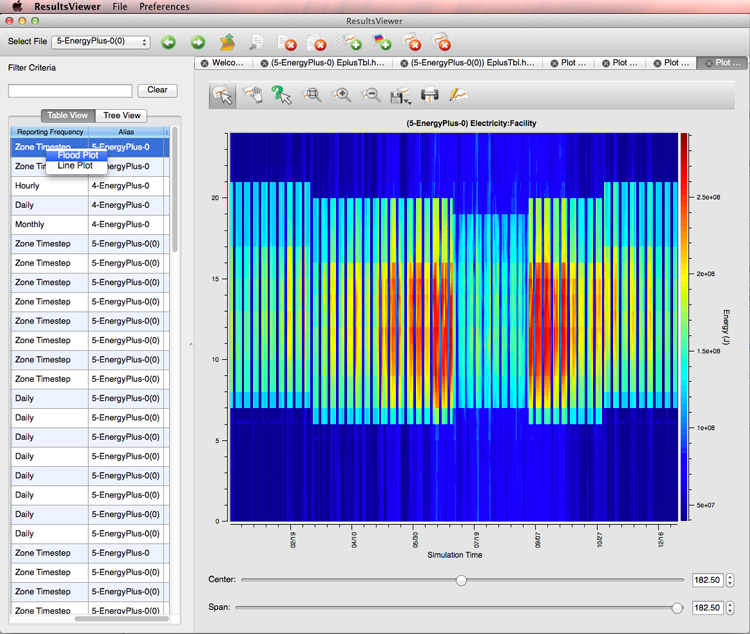 ResultsViewer File Preferences
ResultsViewer
Select File 5-EnergyPlus-0(0)
Filter Criteria
Clear
Table View Tree View
Reporting Frequency Alias
Zone Timestep 5-EnergyPlus-0
Flood Plot
Line Plot
Zone Tim 5-EnergyPlus-0
Hourly 4-EnergyPlus-0
Daily 4-EnergyPlus-0
Monthly 4-EnergyPlus-0
Zone Timestep 5-EnergyPlus-0(0)
Zone Timestep 5-EnergyPlus-0(0)
Zone Timestep 5-EnergyPlus-0(0)
Zone Timestep 5-EnergyPlus-0(0)
Zone Timestep 5-EnergyPlus-0(0)
Zone Timestep 5-EnergyPlus-0(0)
Zone Timestep 5-EnergyPlus-0(0)
Zone Timestep 5-EnergyPlus-0(0)
Daily 5-EnergyPlus-0(0)
Daily 5-EnergyPlus-0(0)
Daily 5-EnergyPlus-0(0)
Daily 5-EnergyPlus-0(0)
Daily 5-EnergyPlus-0(0)
Daily 5-EnergyPlus-0(0)
Daily 5-EnergyPlus-0(0)
Daily 5-EnergyPlus-0(0)
Zone Timestep 5-EnergyPlus-0
Zone Timestep 5-EnergyPlus-0(0)
Zone Timestep 5-EnergyPlus-0(0)
Zone Timestep 5-EnergyPlus-0(0)
Welco... (5-EnergyPlus-0) EplusTbl.h... (5-EnergyPlus-0(0)) EplusTbl.h... Plot ... Plot ... Plot ... Plot ...
(5-EnergyPlus-0) Electricity:Facility
20
15
10
5
0
02/19 04/10 05/30 07/19 09/07 10/27 12/16
Simulation Time
2.5e+08
2e+08
1.5e+08
1e+08
5e+07
Energy (J)
Center: 182.50
Span: 182.50